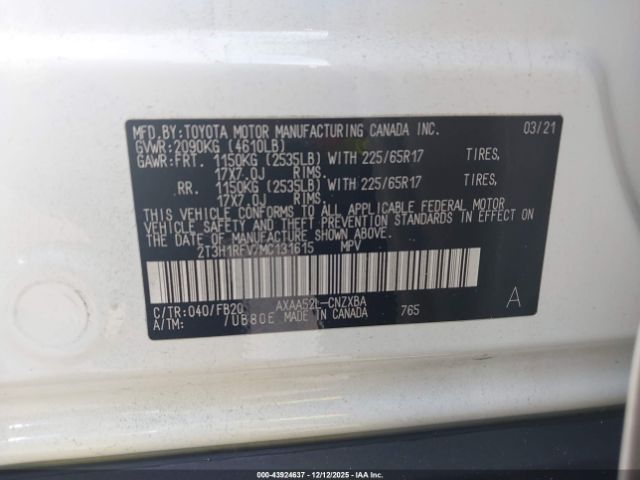 MFD.BY:TOYOTA MOTOR MANUFACTURING CANADA INC. 03/21
GVWR:2090KG (4610LB)
GAWR:FRT. 1150KG (2535LB) WITH 225/65R17 TIRES,
17X7.0J RIMS.
RR. 1150KG (2535LB) WITH 225/65R17 TIRES,
17X7.0J RIMS.
THIS VEHICLE CONFORMS TO ALL APPLICABLE FEDERAL MOTOR
VEHICLE SAFETY AND THEFT PREVENTION STANDARDS IN EFFECT ON
THE DATE OF MANUFACTURE SHOWN ABOVE.
2T3H1RFV7MC131615 MPV
C/TR:040/FB20 AXAA52L-CNZXBA A
A/TM: /UB80E MADE IN CANADA 765
000-43924637 - 12/12/2025 - IAA Inc.